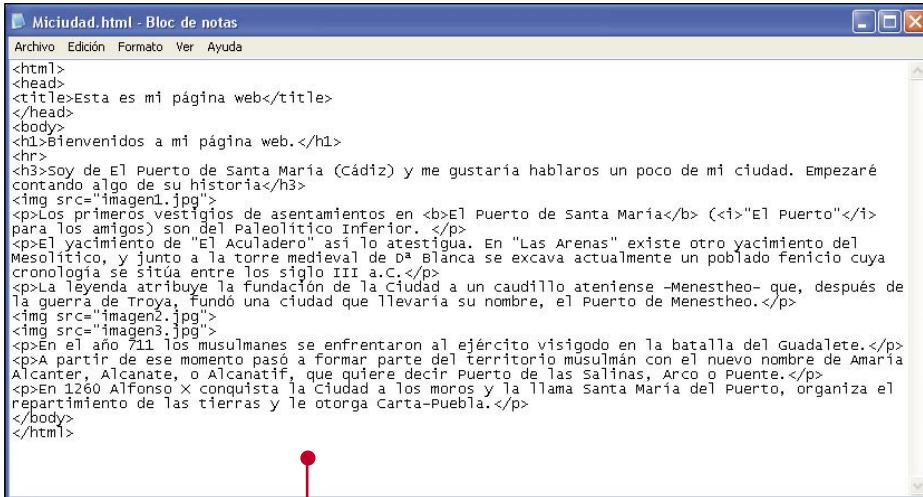 Miciudad.html - Bloc de notas
Archivo Edición Formato Ver Ayuda
<html>
<head>
<title>Esta es mi página web</title>
</head>
<body>
<h1>Bienvenidos a mi página web.</h1>
<hr>
<h3>Soy de El Puerto de Santa María (Cádiz) y me gustaría hablaros un poco de mi ciudad. Empezaré
contando algo de su historia</h3>
<img src="imagen1.jpg">
<p>Los primeros vestigios de asentamientos en <b>El Puerto de Santa María</b> (<i>"El Puerto"</i>
para los amigos) son del Paleolítico Inferior. </p>
<p>El yacimiento de "El Aculadero" así lo atestigua. En "Las Arenas" existe otro yacimiento del
Mesolítico, y junto a la torre medieval de Dª Blanca se excava actualmente un poblado fenicio cuya
cronología se sitúa entre los siglo III a.C.</p>
<p>La leyenda atribuye la fundación de la Ciudad a un caudillo ateniense –Menestheo– que, después de
la guerra de Troya, fundó una ciudad que llevaría su nombre, el Puerto de Menestheo.</p>
<img src="imagen2.jpg">
<img src="imagen3.jpg">
<p>En el año 711 los musulmanes se enfrentaron al ejército visigodo en la batalla del Guadalete.</p>
<p>A partir de ese momento pasó a formar parte del territorio musulmán con el nuevo nombre de Amaría
Alcanter, Alcanate, o Alcanatif, que quiere decir Puerto de las Salinas, Arco o Puente.</p>
<p>En 1260 Alfonso X conquista la Ciudad a los moros y la llama Santa María del Puerto, organiza el
repartimiento de las tierras y le otorga Carta-Puebla.</p>
</body>
</html>